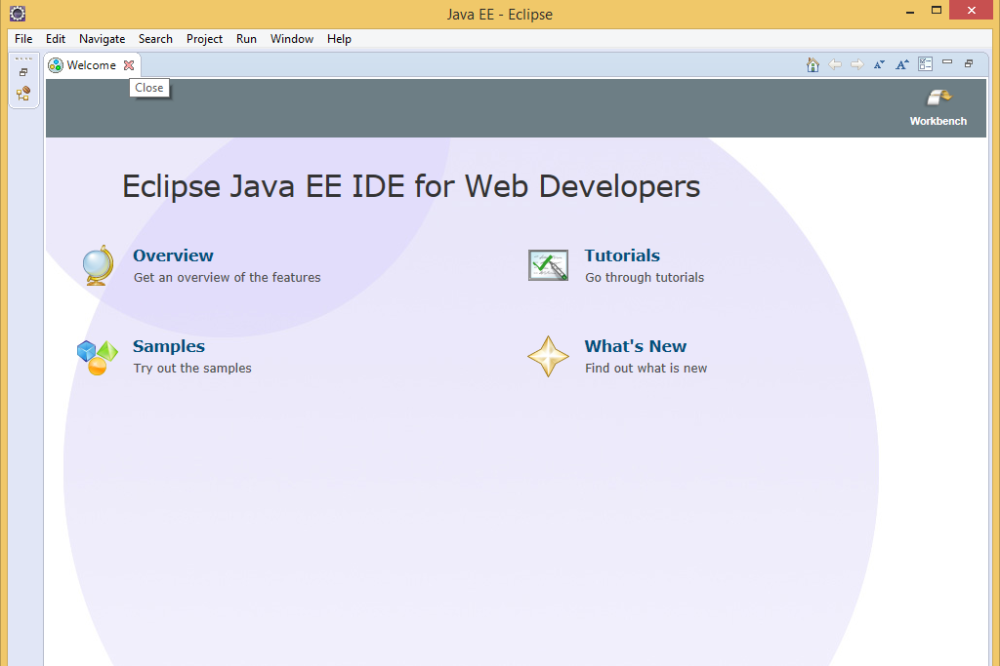 Java EE - Eclipse
File Edit Navigate Search Project Run Window Help
Welcome
Close
Workbench
Eclipse Java EE IDE for Web Developers
Overview
Get an overview of the features
Tutorials
Go through tutorials
Samples
Try out the samples
What's New
Find out what is new